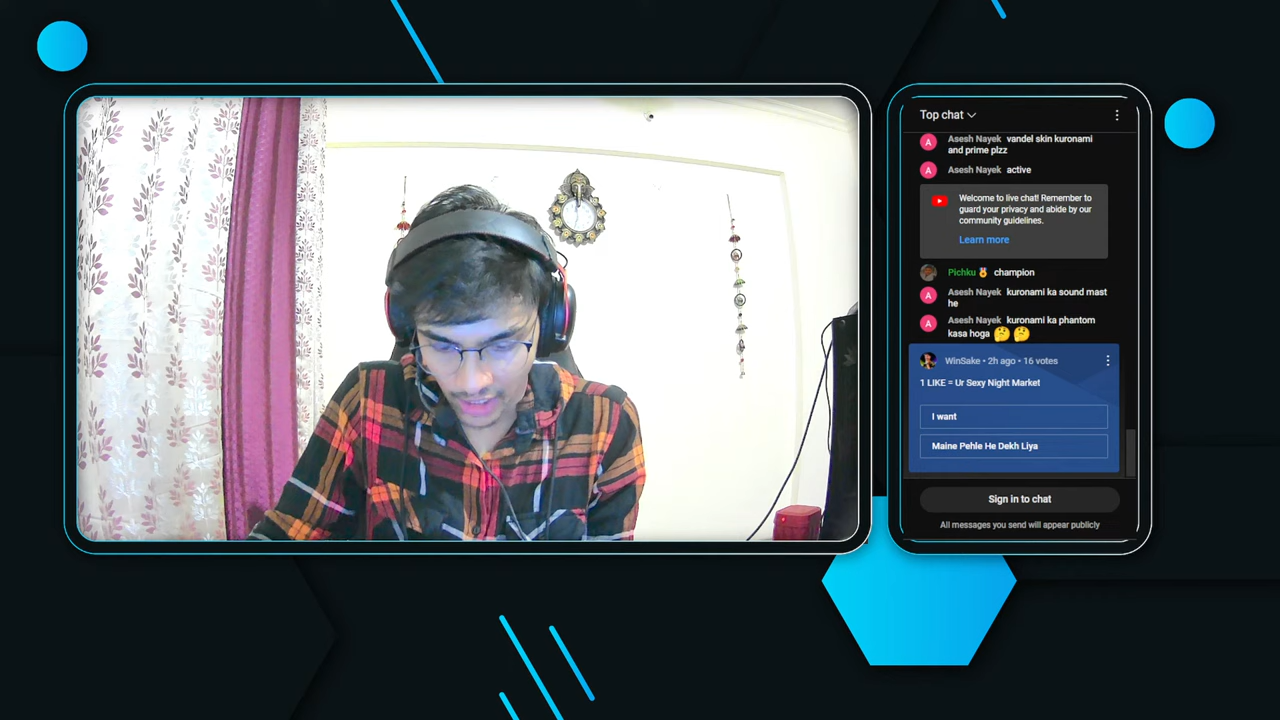 Top chat
Asesh Nayek vandel skin kuronami
and prime plzz
A
Asesh Nayek active
A
Welcome to live chat! Remember to
guard your privacy and abide by our
community guidelines.
Learn more
Pichku champion
A
Asesh Nayek kuronami ka sound mast
he
A
Asesh Nayek kuronami ka phantom
kasa hoga 🤔 🤔
WinSake • 2h ago • 16 votes
1 LIKE = Ur Sexy Night Market
I want
Maine Pehle He Dekh Liya
Sign in to chat
All messages you send will appear publicly